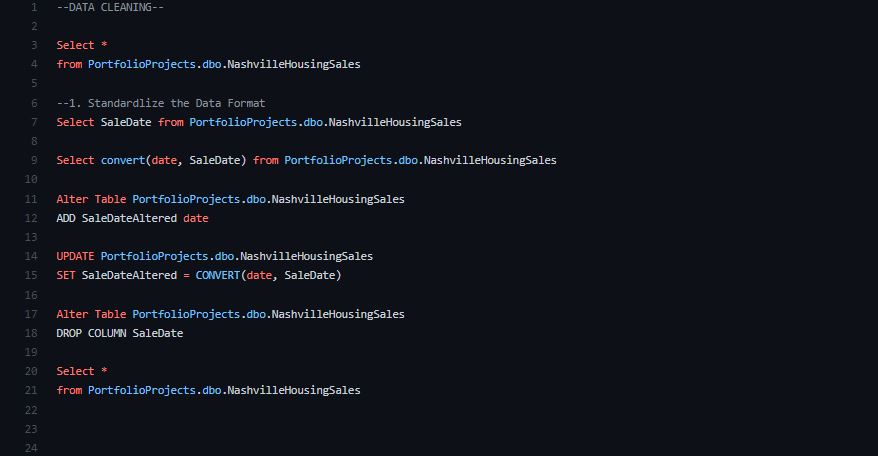 1 --DATA CLEANING--
2
3 Select *
4 from PortfolioProjects.dbo.NashvilleHousingSales
5
6 --1. Standardlize the Data Format
7 Select SaleDate from PortfolioProjects.dbo.NashvilleHousingSales
8
9 Select convert(date, SaleDate) from PortfolioProjects.dbo.NashvilleHousingSales
10
11 Alter Table PortfolioProjects.dbo.NashvilleHousingSales
12 ADD SaleDateAltered date
13
14 UPDATE PortfolioProjects.dbo.NashvilleHousingSales
15 SET SaleDateAltered = CONVERT(date, SaleDate)
16
17 Alter Table PortfolioProjects.dbo.NashvilleHousingSales
18 DROP COLUMN SaleDate
19
20 Select *
21 from PortfolioProjects.dbo.NashvilleHousingSales
22
23
24